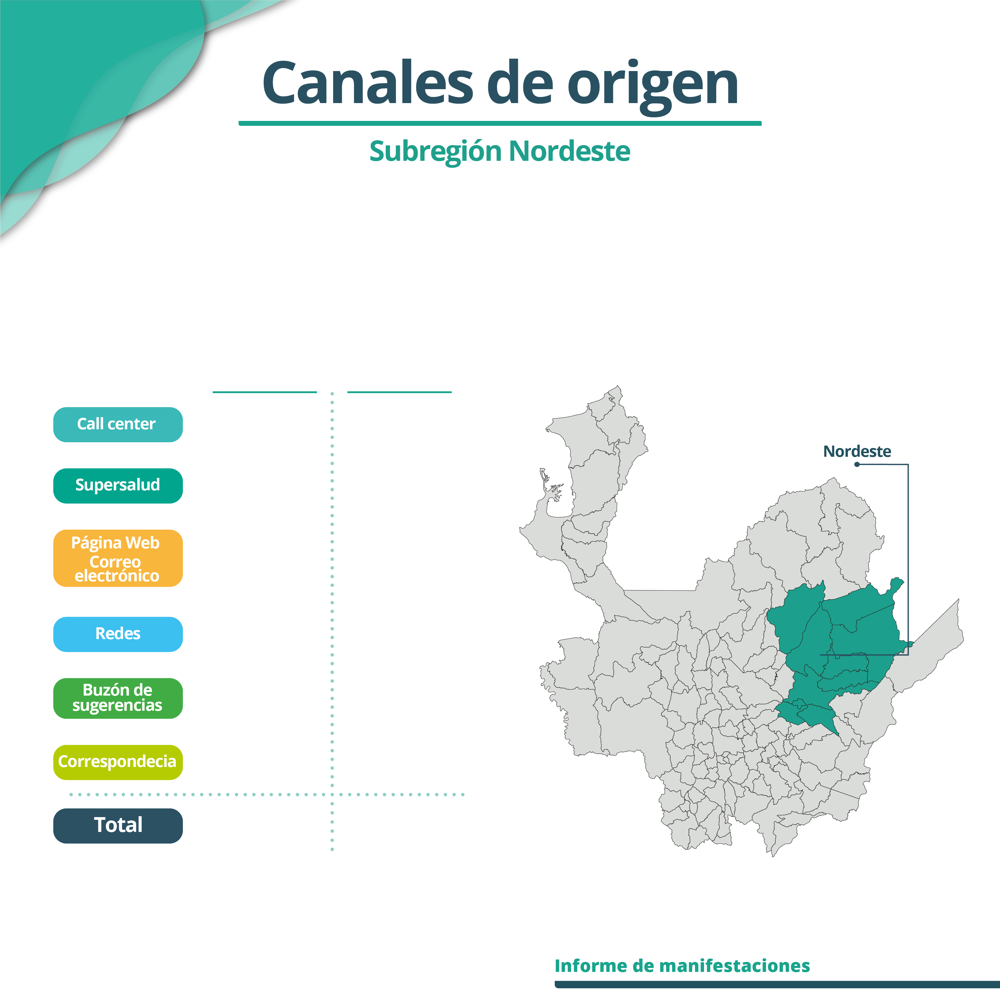 Canales de origen
Subregión Nordeste
Call center
Supersalud
Página Web
Correo
electrónico
Redes
Buzón de
sugerencias
Correspondecia
Total
Nordeste
Informe de manifestaciones